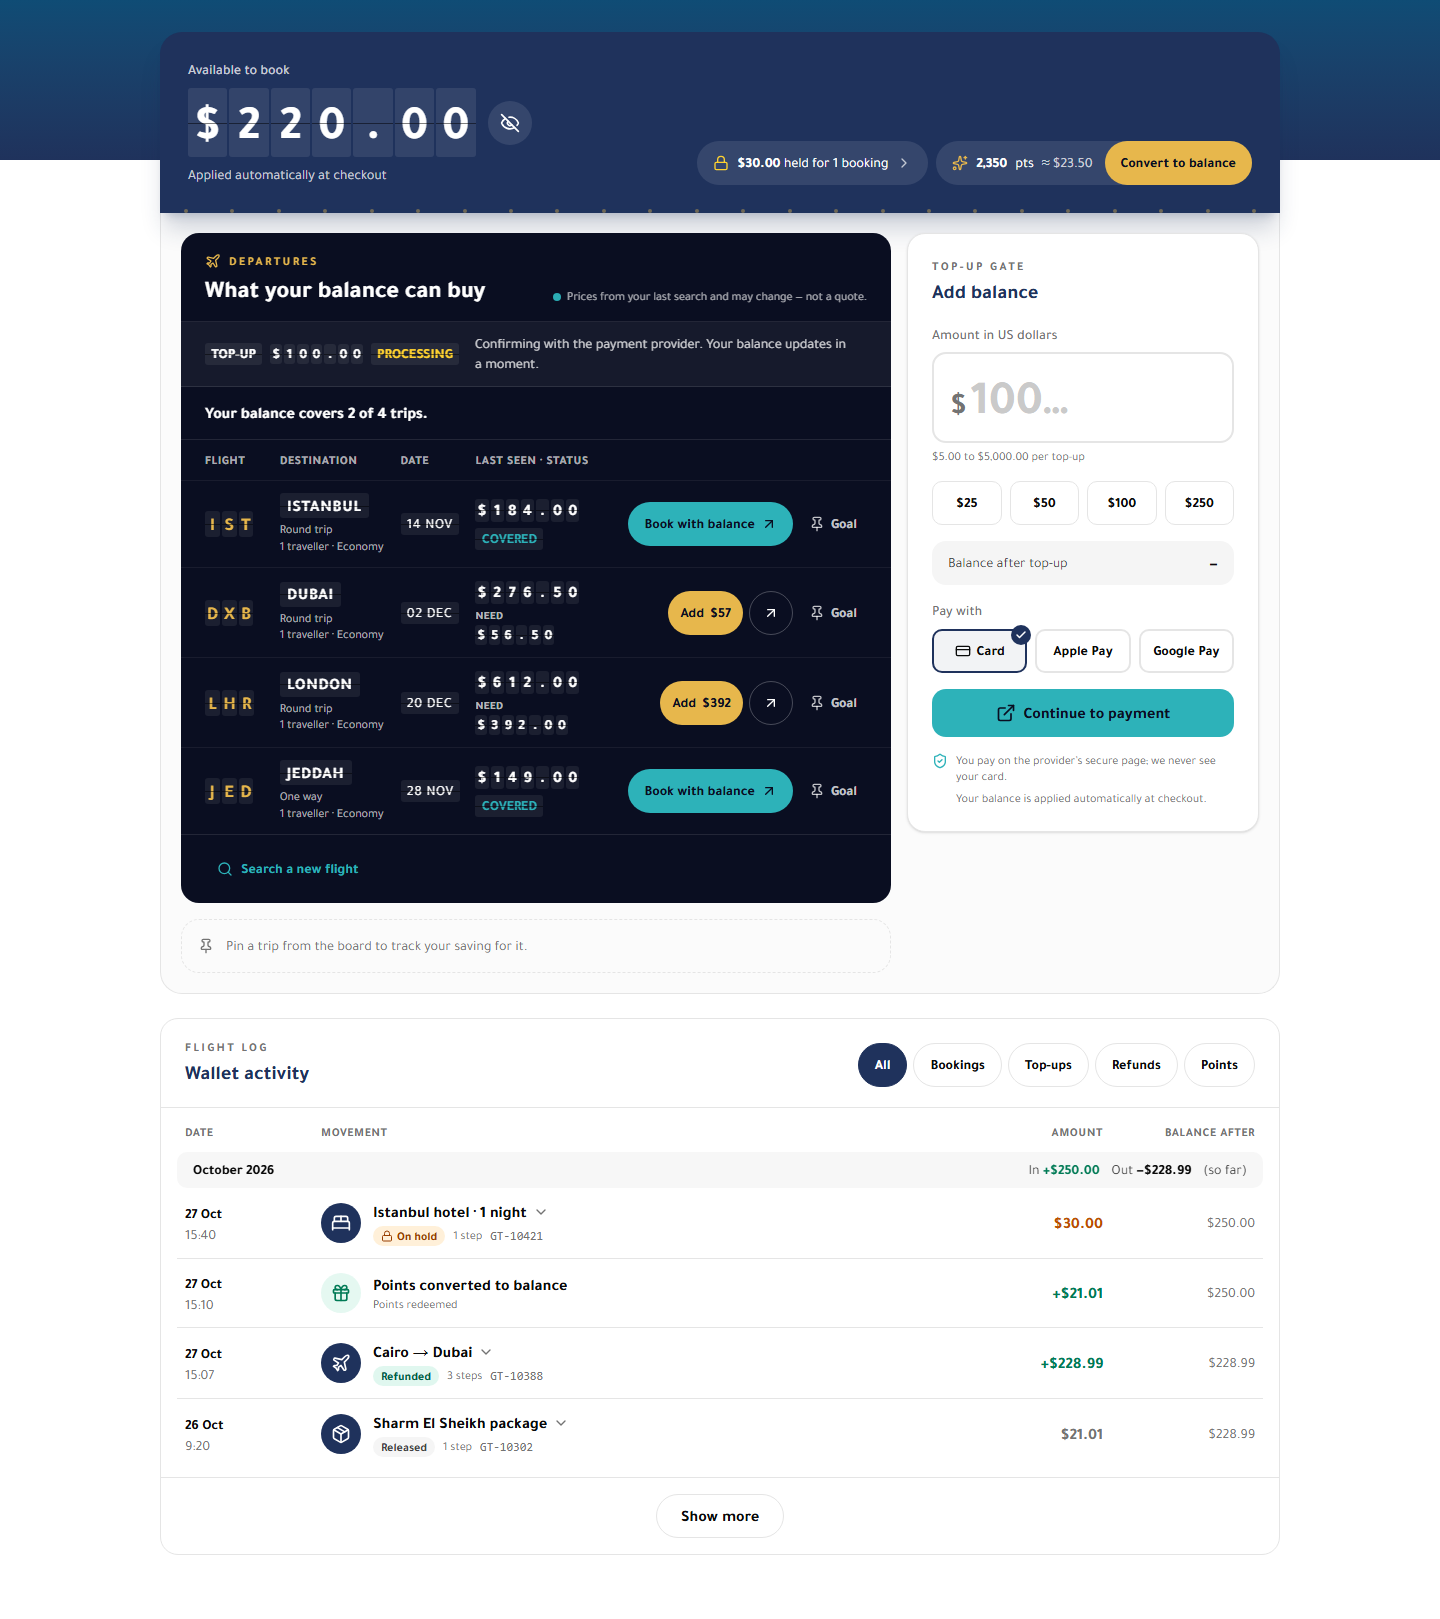 Available to book
$220.00
Applied automatically at checkout
$30.00 held for 1 booking
2,350 pts ≈ $23.50
Convert to balance
DEPARTURES
What your balance can buy
Prices from your last search and may change – not a quote.
TOP-UP $100.00 PROCESSING
Confirming with the payment provider. Your balance updates in
a moment.
Your balance covers 2 of 4 trips.
FLIGHT DESTINATION DATE LAST SEEN · STATUS
IST
ISTANBUL
Round trip
1 traveller · Economy
14 NOV
$184.00
COVERED
Book with balance
Goal
DXB
DUBAI
Round trip
1 traveller · Economy
02 DEC
$276.50
NEED
$56.50
Add $57
Goal
LHR
LONDON
Round trip
1 traveller · Economy
20 DEC
$612.00
NEED
$392.00
Add $392
Goal
JED
JEDDAH
One way
1 traveller · Economy
28 NOV
$149.00
COVERED
Book with balance
Goal
Search a new flight
Pin a trip from the board to track your saving for it.
TOP-UP GATE
Add balance
Amount in US dollars
$ 100...
$5.00 to $5,000.00 per top-up
$25 $50 $100 $250
Balance after top-up –
Pay with
Card Apple Pay Google Pay
Continue to payment
You pay on the provider's secure page; we never see
your card.
Your balance is applied automatically at checkout.
FLIGHT LOG
Wallet activity
All Bookings Top-ups Refunds Points
DATE MOVEMENT AMOUNT BALANCE AFTER
October 2026 In +$250.00 Out −$228.99 (so far)
27 Oct
15:40
Istanbul hotel · 1 night
On hold 1 step GT-10421
$30.00 $250.00
27 Oct
15:10
Points converted to balance
Points redeemed
+$21.01 $250.00
27 Oct
15:07
Cairo → Dubai
Refunded 3 steps GT-10388
+$228.99 $228.99
26 Oct
9:20
Sharm El Sheikh package
Released 1 step GT-10302
$21.01 $228.99
Show more